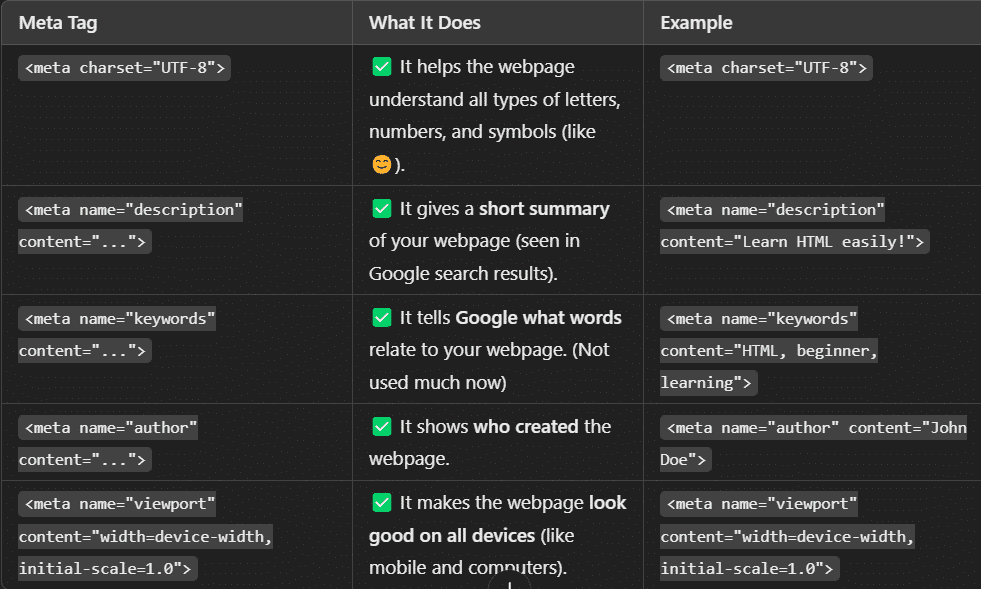 Meta Tag
What It Does
Example
<meta charset="UTF-8">
✅ It helps the webpage
understand all types of letters,
numbers, and symbols (like
😊).
<meta charset="UTF-8">
<meta name="description"
content="...">
✅ It gives a short summary
of your webpage (seen in
Google search results).
<meta name="description"
content="Learn HTML easily!">
<meta name="keywords"
content="...">
✅ It tells Google what words
relate to your webpage. (Not
used much now)
<meta name="keywords"
content="HTML, beginner,
learning">
<meta name="author"
content="...">
✅ It shows who created the
webpage.
<meta name="author" content="John
Doe">
<meta name="viewport"
content="width=device-width,
initial-scale=1.0">
✅ It makes the webpage look
good on all devices (like
mobile and computers).
<meta name="viewport"
content="width=device-width,
initial-scale=1.0">